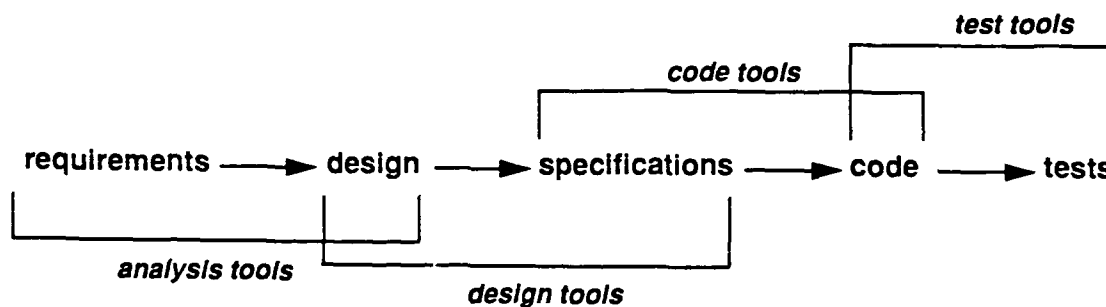 test tools
code tools
requirements design specifications code tests
analysis tools
design tools